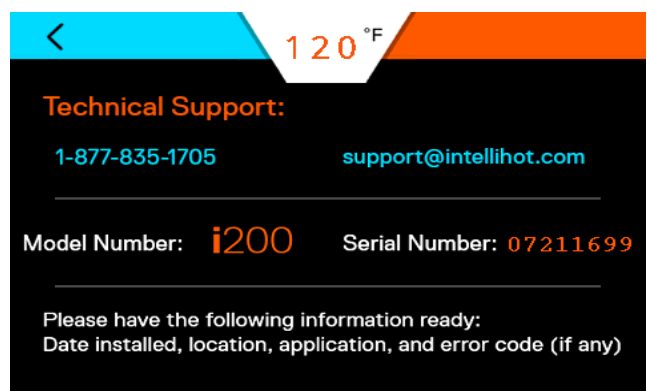 120 °F
Technical Support:
1-877-835-1705 support@intellihot.com
Model Number: i200 Serial Number: 07211699
Please have the following information ready:
Date installed, location, application, and error code (if any)